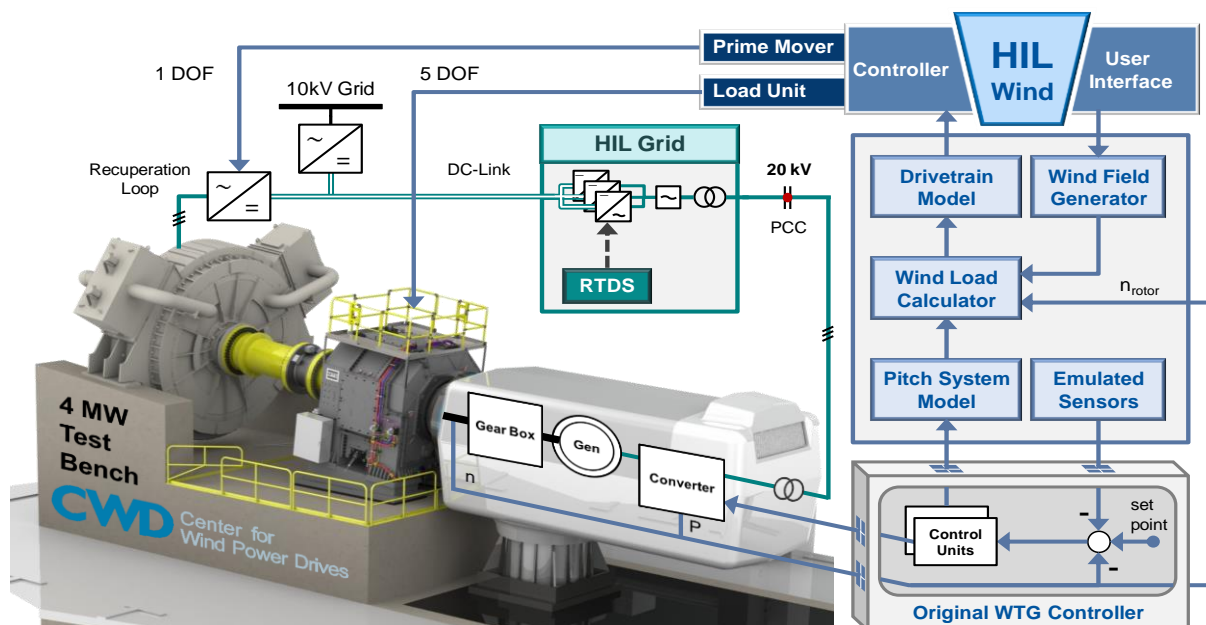 Prime Mover
1 DOF
5 DOF
Load Unit
Controller
HIL
Wind
User
Interface
10kV Grid
Recuperation
Loop
DC-Link
HIL Grid
20 kV
PCC
RTDS
Drivetrain
Model
Wind Field
Generator
Wind Load
Calculator
n rotor
Pitch System
Model
Emulated
Sensors
4 MW
Test
Bench
CWD
Center for
Wind Power Drives
CWD
Gear Box
Gen
Converter
n
P
Control
Units
set
point
-
-
Original WTG Controller
~
=
~
=
~
~